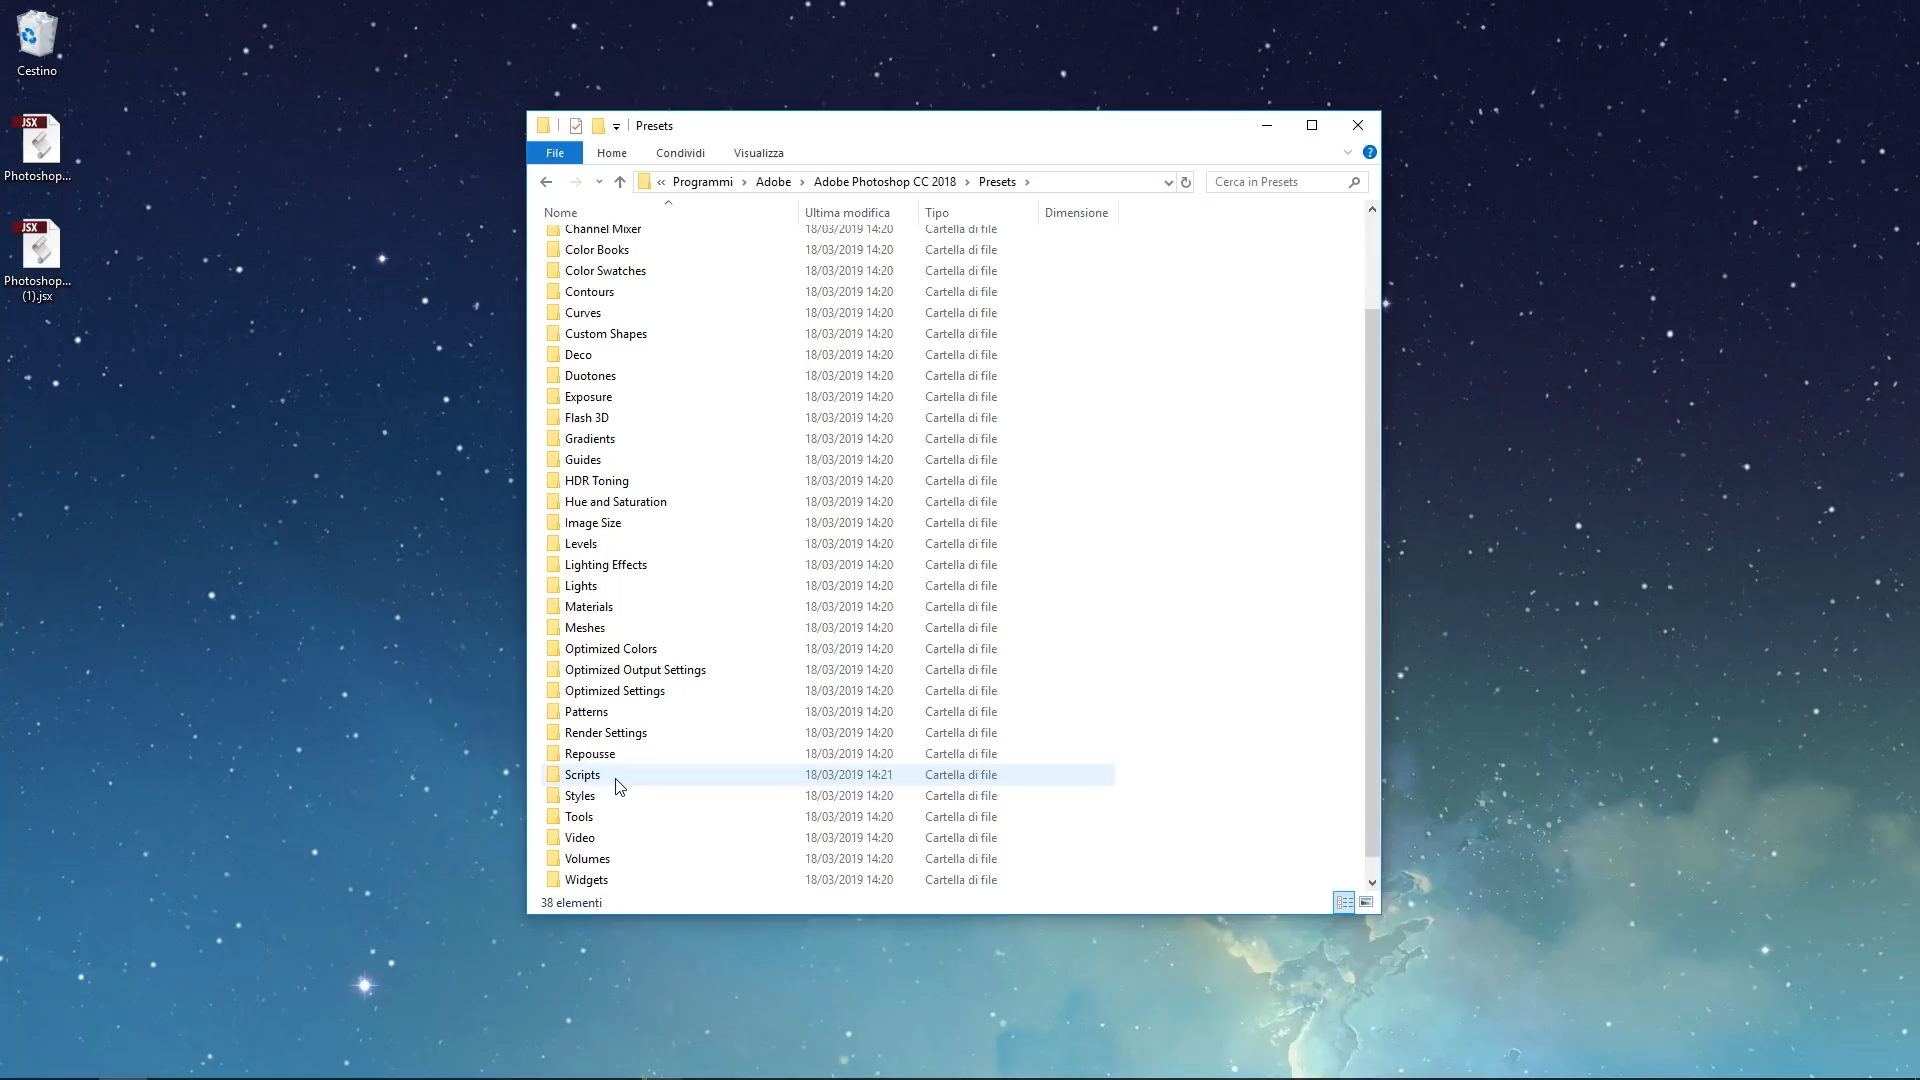 Cestino
JSX
Photoshop...
JSX
Photoshop...
(1).jsx
Presets
File Home Condividi Visualizza
« Programmi › Adobe › Adobe Photoshop CC 2018 › Presets ›
Cerca in Presets
Nome Ultima modifica Tipo Dimensione
Channel Mixer 18/03/2019 14:20 Cartella di file
Color Books 18/03/2019 14:20 Cartella di file
Color Swatches 18/03/2019 14:20 Cartella di file
Contours 18/03/2019 14:20 Cartella di file
Curves 18/03/2019 14:20 Cartella di file
Custom Shapes 18/03/2019 14:20 Cartella di file
Deco 18/03/2019 14:20 Cartella di file
Duotones 18/03/2019 14:20 Cartella di file
Exposure 18/03/2019 14:20 Cartella di file
Flash 3D 18/03/2019 14:20 Cartella di file
Gradients 18/03/2019 14:20 Cartella di file
Guides 18/03/2019 14:20 Cartella di file
HDR Toning 18/03/2019 14:20 Cartella di file
Hue and Saturation 18/03/2019 14:20 Cartella di file
Image Size 18/03/2019 14:20 Cartella di file
Levels 18/03/2019 14:20 Cartella di file
Lighting Effects 18/03/2019 14:20 Cartella di file
Lights 18/03/2019 14:20 Cartella di file
Materials 18/03/2019 14:20 Cartella di file
Meshes 18/03/2019 14:20 Cartella di file
Optimized Colors 18/03/2019 14:20 Cartella di file
Optimized Output Settings 18/03/2019 14:20 Cartella di file
Optimized Settings 18/03/2019 14:20 Cartella di file
Patterns 18/03/2019 14:20 Cartella di file
Render Settings 18/03/2019 14:20 Cartella di file
Repousse 18/03/2019 14:20 Cartella di file
Scripts 18/03/2019 14:21 Cartella di file
Styles 18/03/2019 14:20 Cartella di file
Tools 18/03/2019 14:20 Cartella di file
Video 18/03/2019 14:20 Cartella di file
Volumes 18/03/2019 14:20 Cartella di file
Widgets 18/03/2019 14:20 Cartella di file
38 elementi